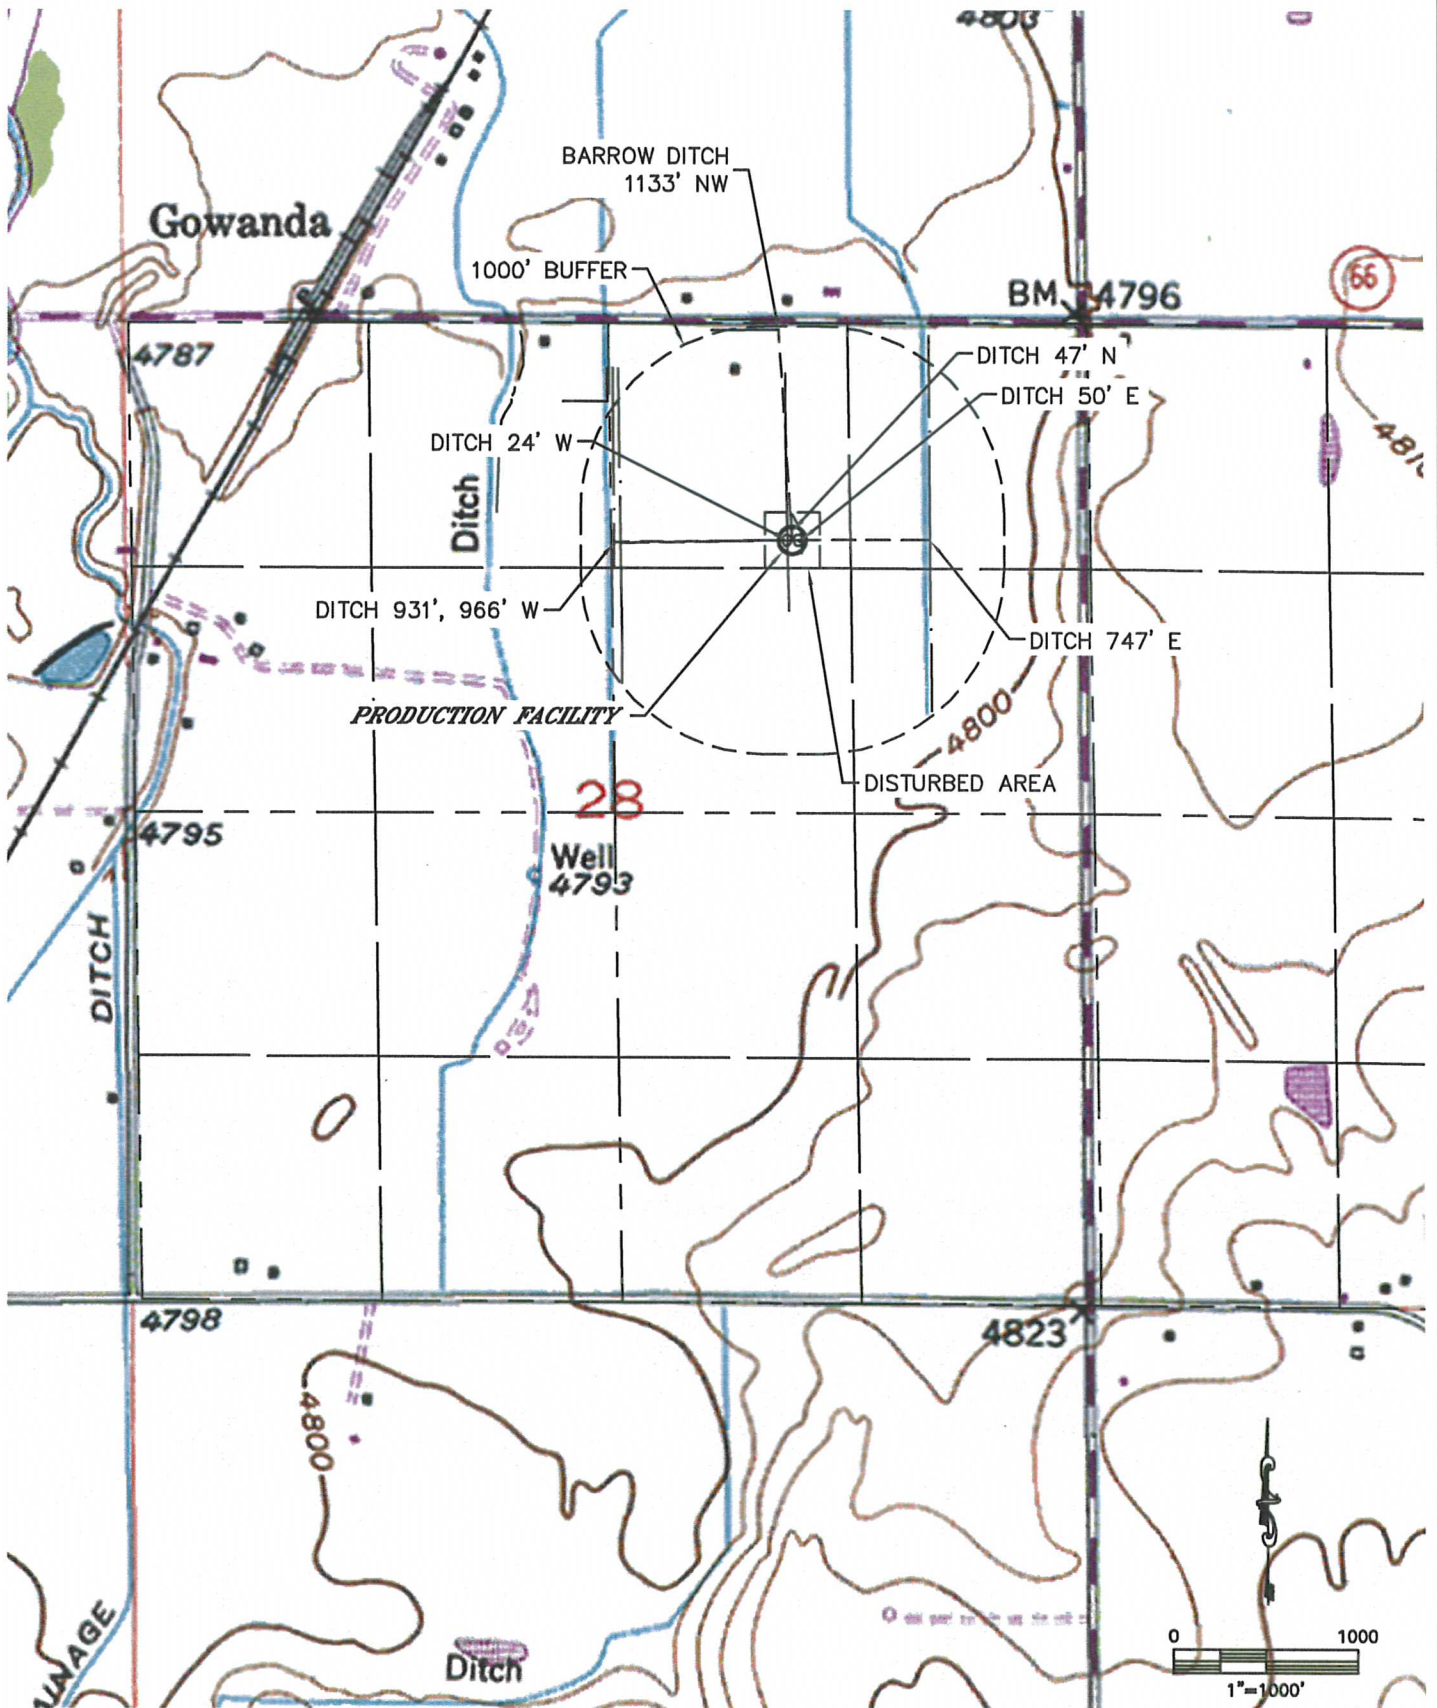 4803
BARROW DITCH
1133' NW
Gowanda
1000' BUFFER
66
BM
4796
4787
DITCH 47' N
DITCH 50' E
DITCH 24' W
Ditch
DITCH 931', 966' W
DITCH 747' E
PRODUCTION FACILITY
4800
DISTURBED AREA
28
4795
Well
4793
DITCH
4798
4823
4800
Ditch
0 1000
1"=1000'